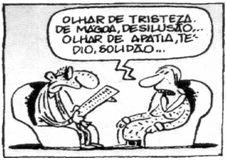 OLHAR DE TRISTEZA.
DE MÁGOA, DESILUSÃO...
OLHAR DE APATIA, TÉ-
DIO, SOLIDÃO...